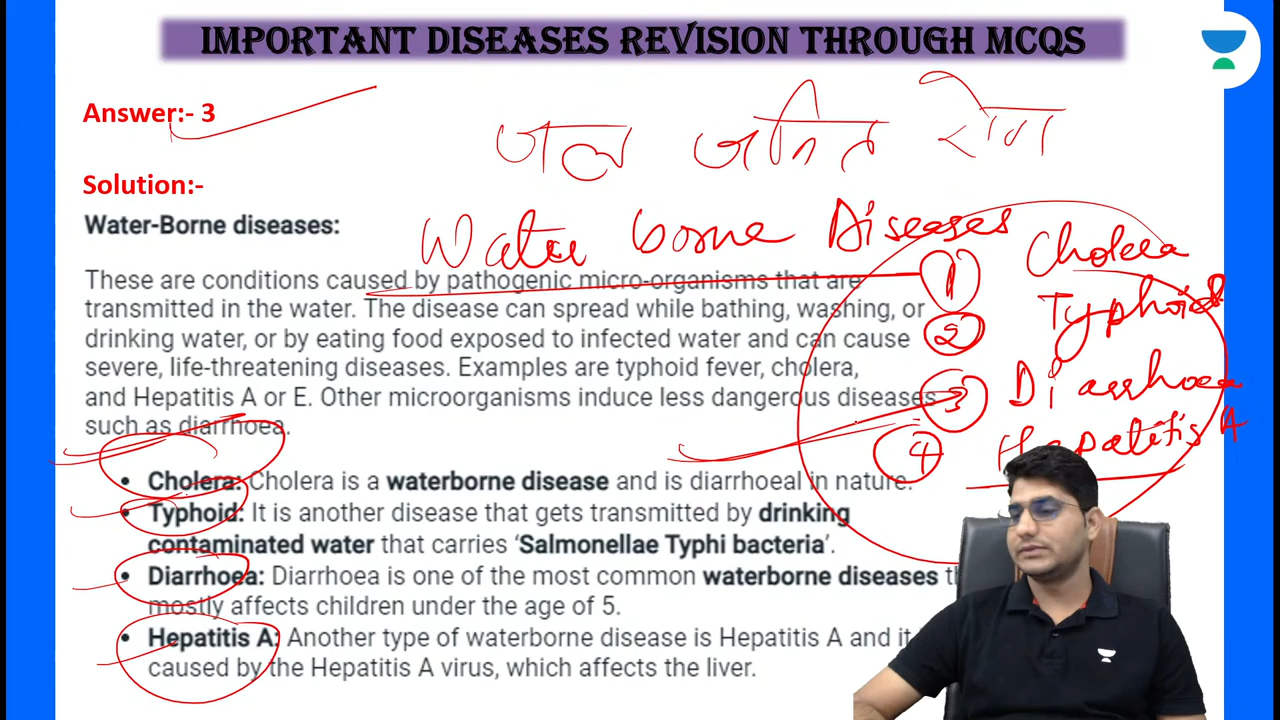 IMPORTANT DISEASES REVISION THROUGH MCQS
Answer:- 3
जल जनित रोग
Solution:-
Water-Borne diseases:
Water borne Diseases
These are conditions caused by pathogenic micro-organisms that are
transmitted in the water. The disease can spread while bathing, washing, or
drinking water, or by eating food exposed to infected water and can cause
severe, life-threatening diseases. Examples are typhoid fever, cholera,
and Hepatitis A or E. Other microorganisms induce less dangerous diseases
such as diarrhoea.
1 Cholera
2 Typhoid
3 Diarrhoea
4 Hepatitis A
• Cholera: Cholera is a waterborne disease and is diarrhoeal in nature.
• Typhoid: It is another disease that gets transmitted by drinking
contaminated water that carries ‘Salmonellae Typhi bacteria’.
• Diarrhoea: Diarrhoea is one of the most common waterborne diseases
mostly affects children under the age of 5.
• Hepatitis A: Another type of waterborne disease is Hepatitis A and it
caused by the Hepatitis A virus, which affects the liver.